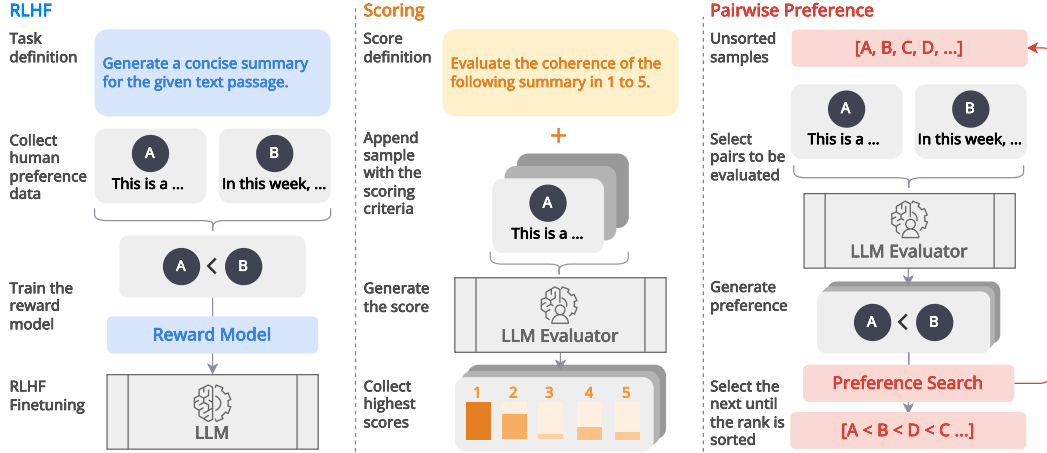 RLHF
Task
definition
Generate a concise summary
for the given text passage.
Collect
human
preference
data
A
This is a ...
B
In this week, ...
A < B
Train the
reward
model
Reward Model
RLHF
Finetuning
LLM
Scoring
Score
definition
Evaluate the coherence of the
following summary in 1 to 5.
+
Append
sample
with the
scoring
criteria
A
This is a ...
Generate
the score
LLM Evaluator
Collect
highest
scores
1 2 3 4 5
Pairwise Preference
Unsorted
samples
[A, B, C, D, ...]
Select
pairs to be
evaluated
A
This is a ...
B
In this week, ...
LLM Evaluator
Generate
preference
A < B
Preference Search
Select the
next until
the rank is
sorted
[A < B < D < C ...]